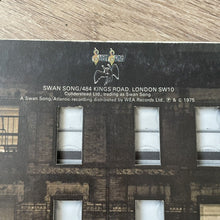 SWAN SONG/484 KINGS ROAD, LONDON SW10
Cullderstead Ltd., trading as Swan Song
A Swan Song/Atlantic recording distributed by WEA Records Ltd. ℗ & © 1975